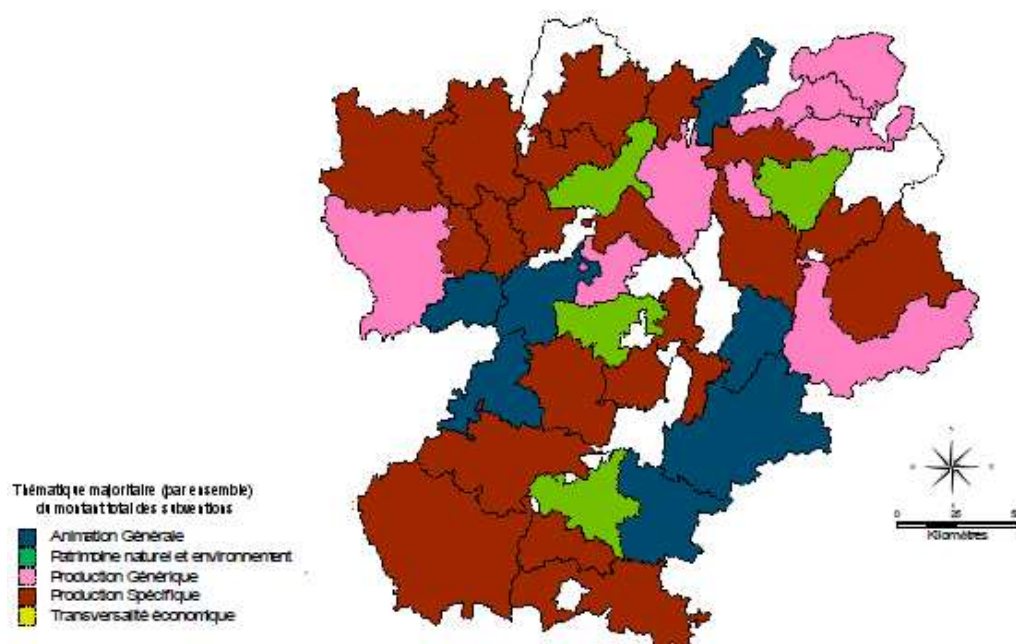 Thématique majoritaire (par ensemble)
du montant total des subventions
Animation Générale
Patrimoine naturel et environnement
Production Générique
Production Spécifique
Transversalité économique
0
25
Kilomètres